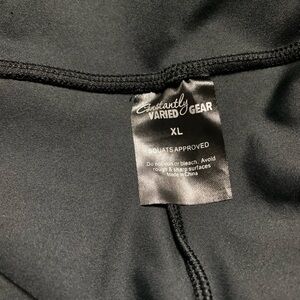 Constantly
VARIED GEAR
XL
SQUATS APPROVED
Do not iron or bleach. Avoid
rough & sharp surfaces
Made in China